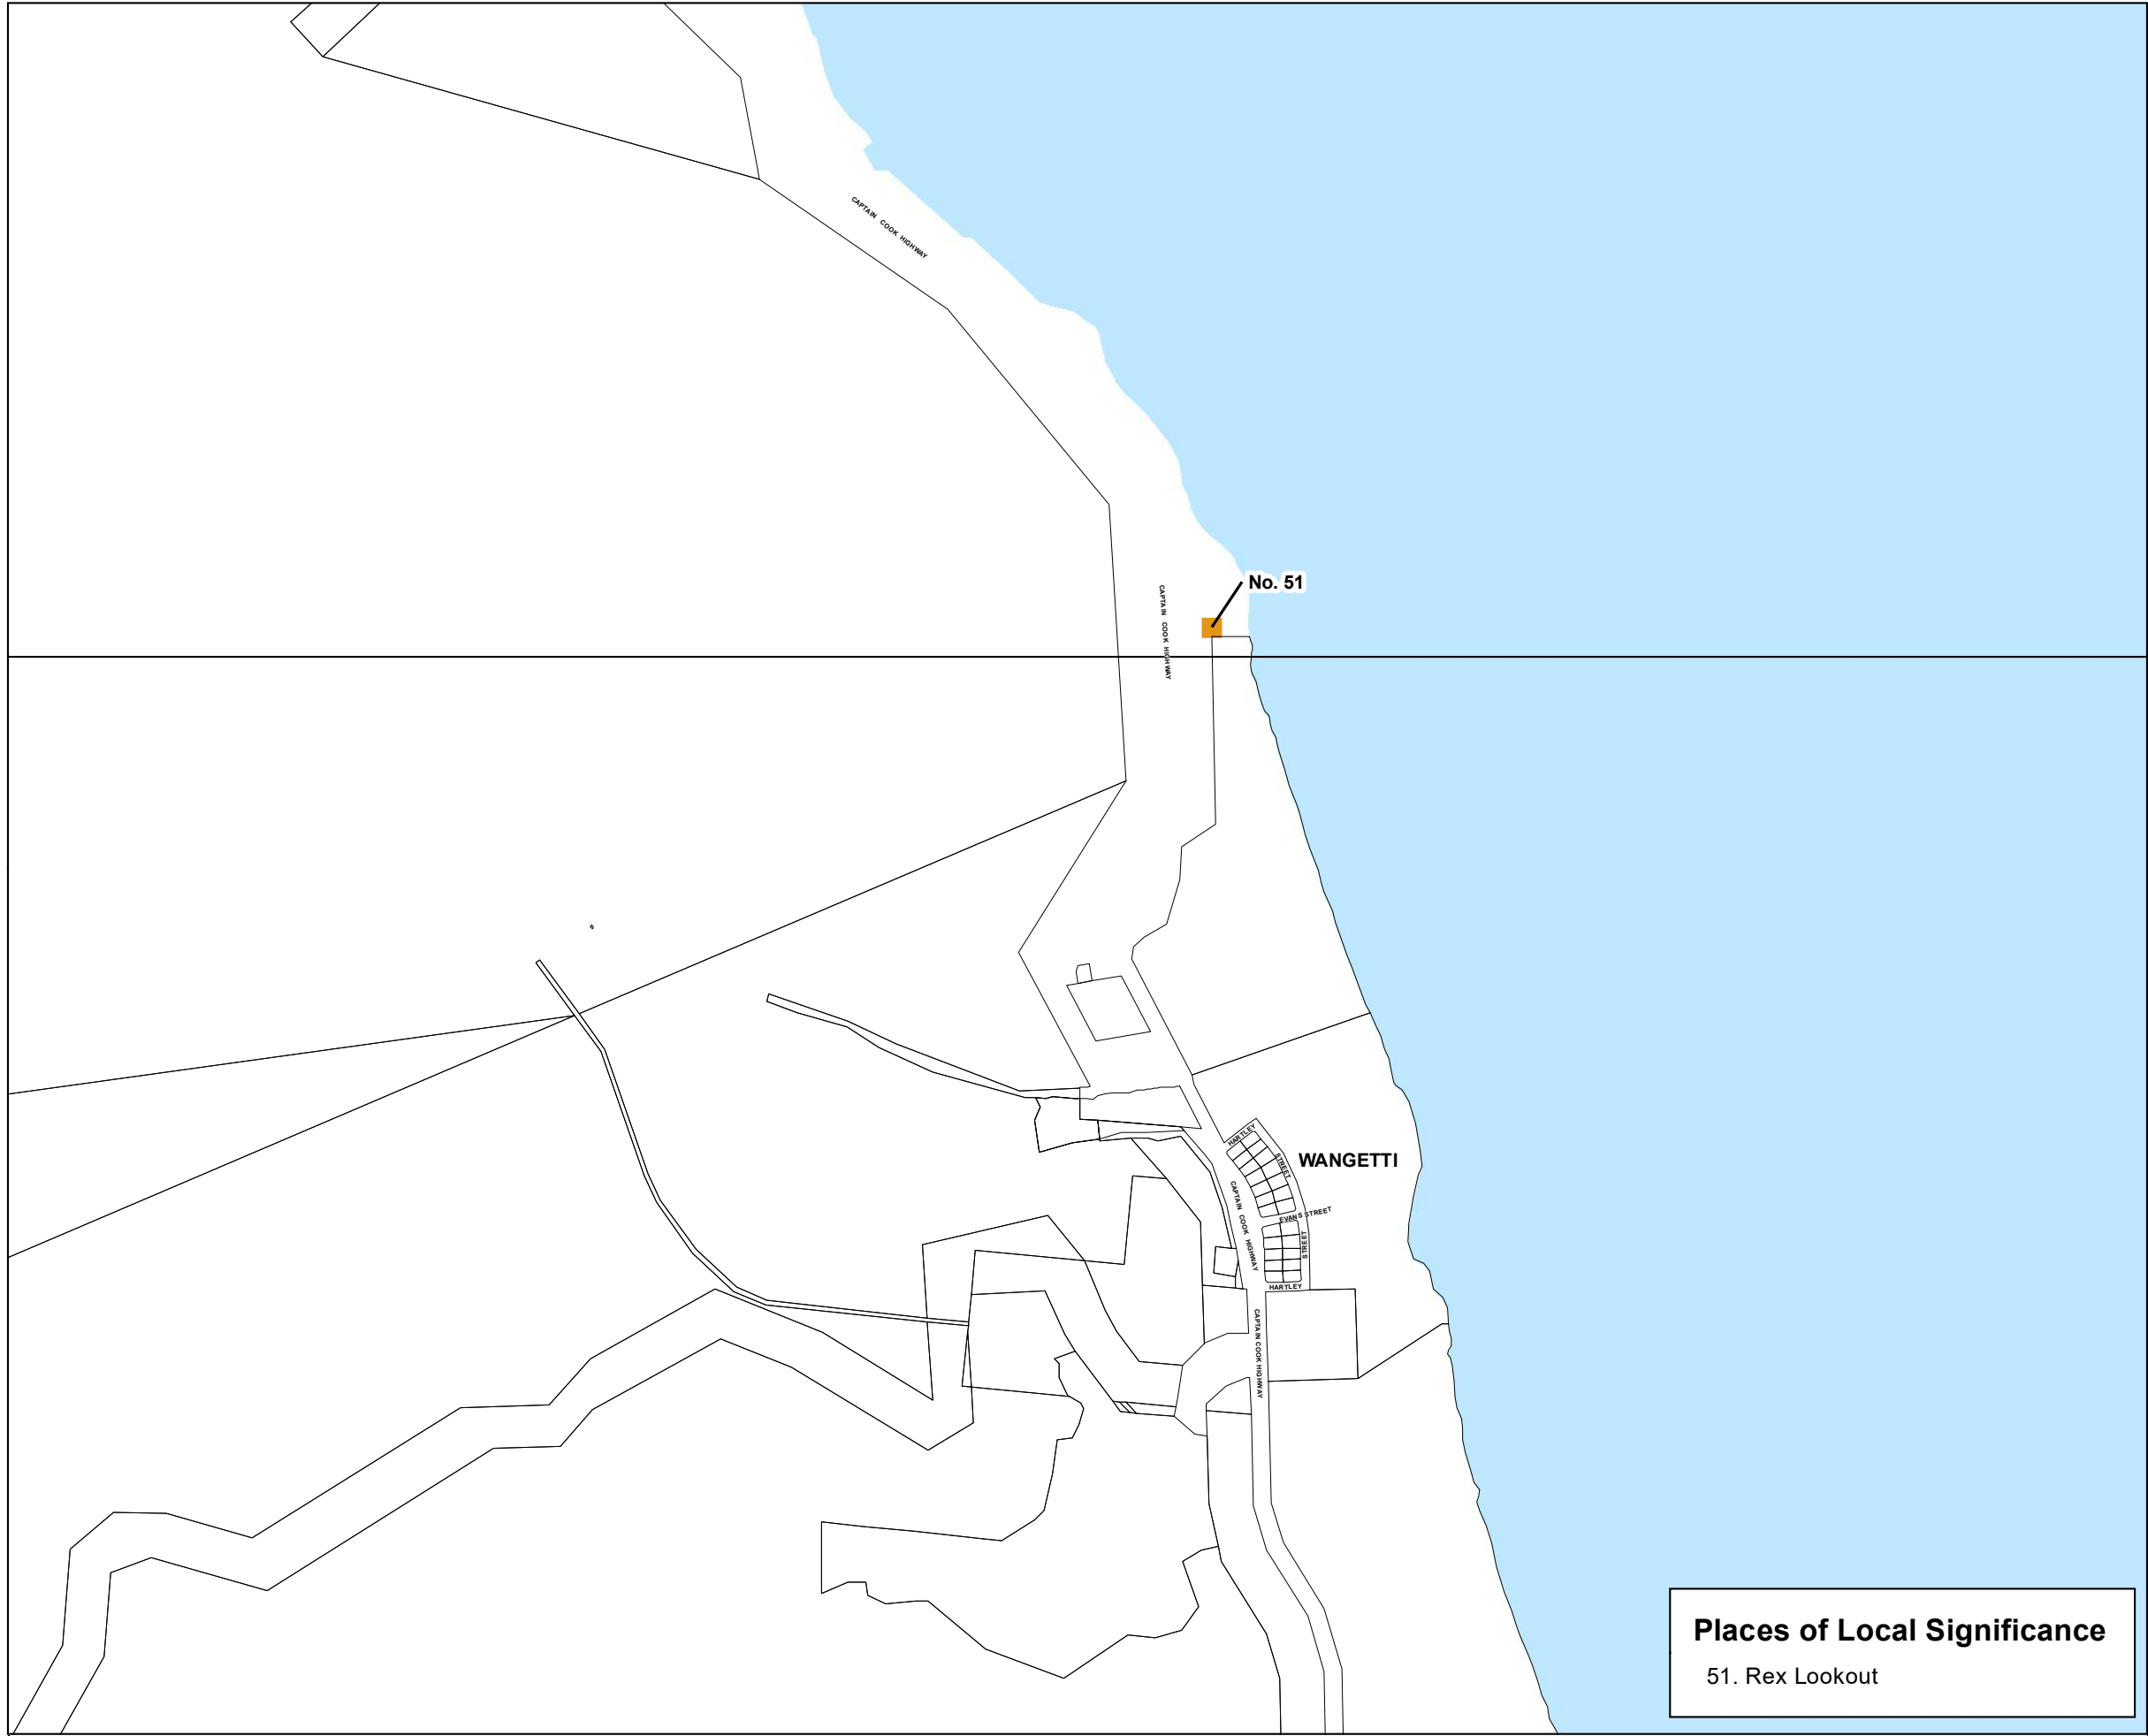 CAPTAIN COOK HIGHWAY
No. 51
CAPTAIN COOK HIGHWAY
HARTLEY
STREET
WANGETTI
CAPTAIN COOK HIGHWAY
EVANS STREET
STREET
HARTLEY
CAPTAIN COOK HIGHWAY
Places of Local Significance
51. Rex Lookout